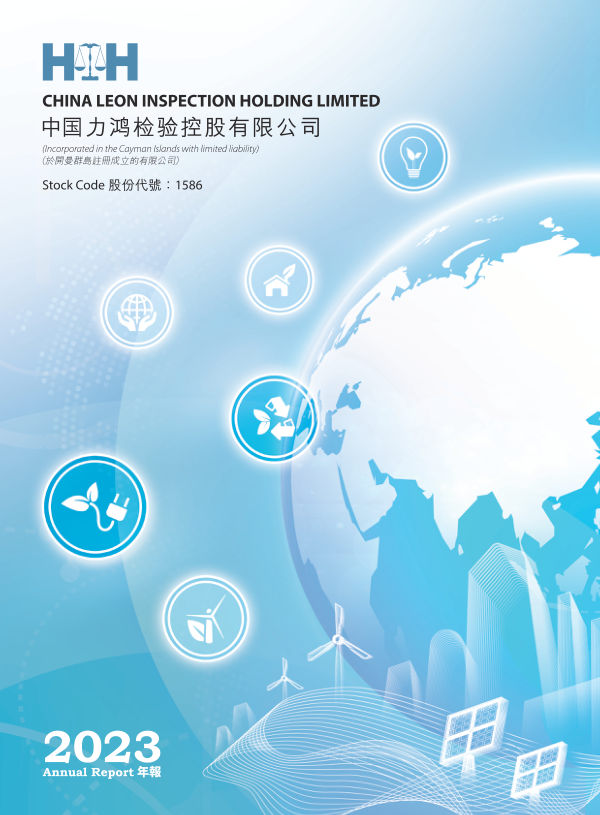 HH
CHINA LEON INSPECTION HOLDING LIMITED
中国力鸿检验控股有限公司
(Incorporated in the Cayman Islands with limited liability)
(於開曼群島註冊成立的有限公司)
Stock Code 股份代號：1586
2023
Annual Report 年報